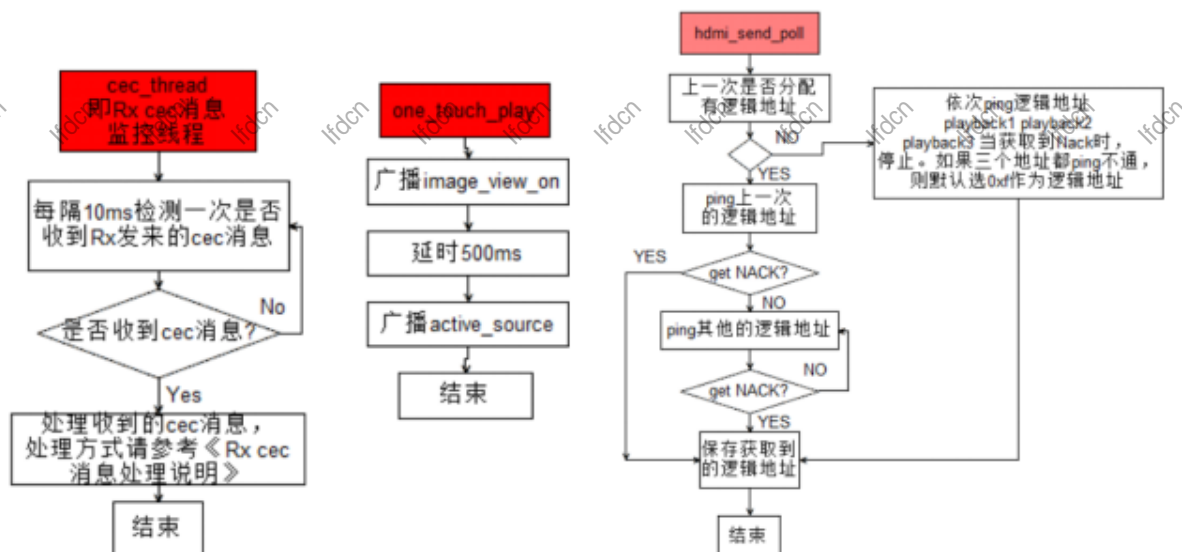 cec_thread
即Rx cec消息
监控线程
每隔10ms检测一次是否
收到Rx发来的cec消息
是否收到cec消息?
No
Yes
处理收到的cec消息，
处理方式请参考《Rx cec
消息处理说明》
结束
one_touch_play
广播image_view_on
延时500ms
广播active_source
结束
hdmi_send_poll
上一次是否分配
有逻辑地址
NO
YES
依次ping逻辑地址
playback1 playback2
playback3 当获取到Nack时，
停止。如果三个地址都ping不通，
则默认选0xf作为逻辑地址
ping上一次
的逻辑地址
YES
get NACK?
NO
ping其他的逻辑地址
NO
get NACK?
YES
保存获取到
的逻辑地址
结束
lfdcn
lfdcn
lfdcn
lfdcn
lfdcn
lfdcn
lfdcn
lfdcn